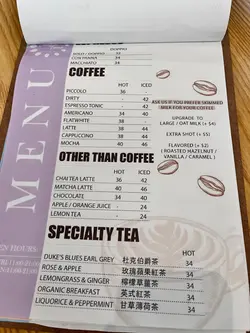 DOPPIO
CON PANNA - 34
MACCHIATO - 34
COFFEE
HOT ICED
PICCOLO 36 -
DIRTY - 42
ESPRESSO TONIC - 42
AMERICANO 34 40
FLATWHITE 38 -
LATTE 38 44
CAPPUCCINO 38 44
MOCHA 40 46
OTHER THAN COFFEE
HOT ICED
CHAI TEA LATTE 36 -
MATCHA LATTE 40 46
CHOCOLATE 40 46
APPLE / ORANGE JUICE - 24
LEMON TEA - 24
SPECIALTY TEA
HOT
DUKE'S BLUES EARL GREY 杜克伯爵茶 34
ROSE & APPLE 玫瑰蘋果紅茶 34
LEMONGRASS & GINGER 檸檬草薑茶 34
ORGANIC BREAKFAST 英式紅茶 34
LIQUORICE & PEPPERMINT 甘草薄荷茶 34
ASK US IF YOU PREFER SKIMMED
MILK FOR YOUR COFFEE!
UPGRADE TO
LARGE / OAT MILK (+ $4)
EXTRA SHOT (+ $5)
FLAVORED (+ $2)
( ROASTED HAZELNUT /
VANILLA / CARAMEL )
MENU